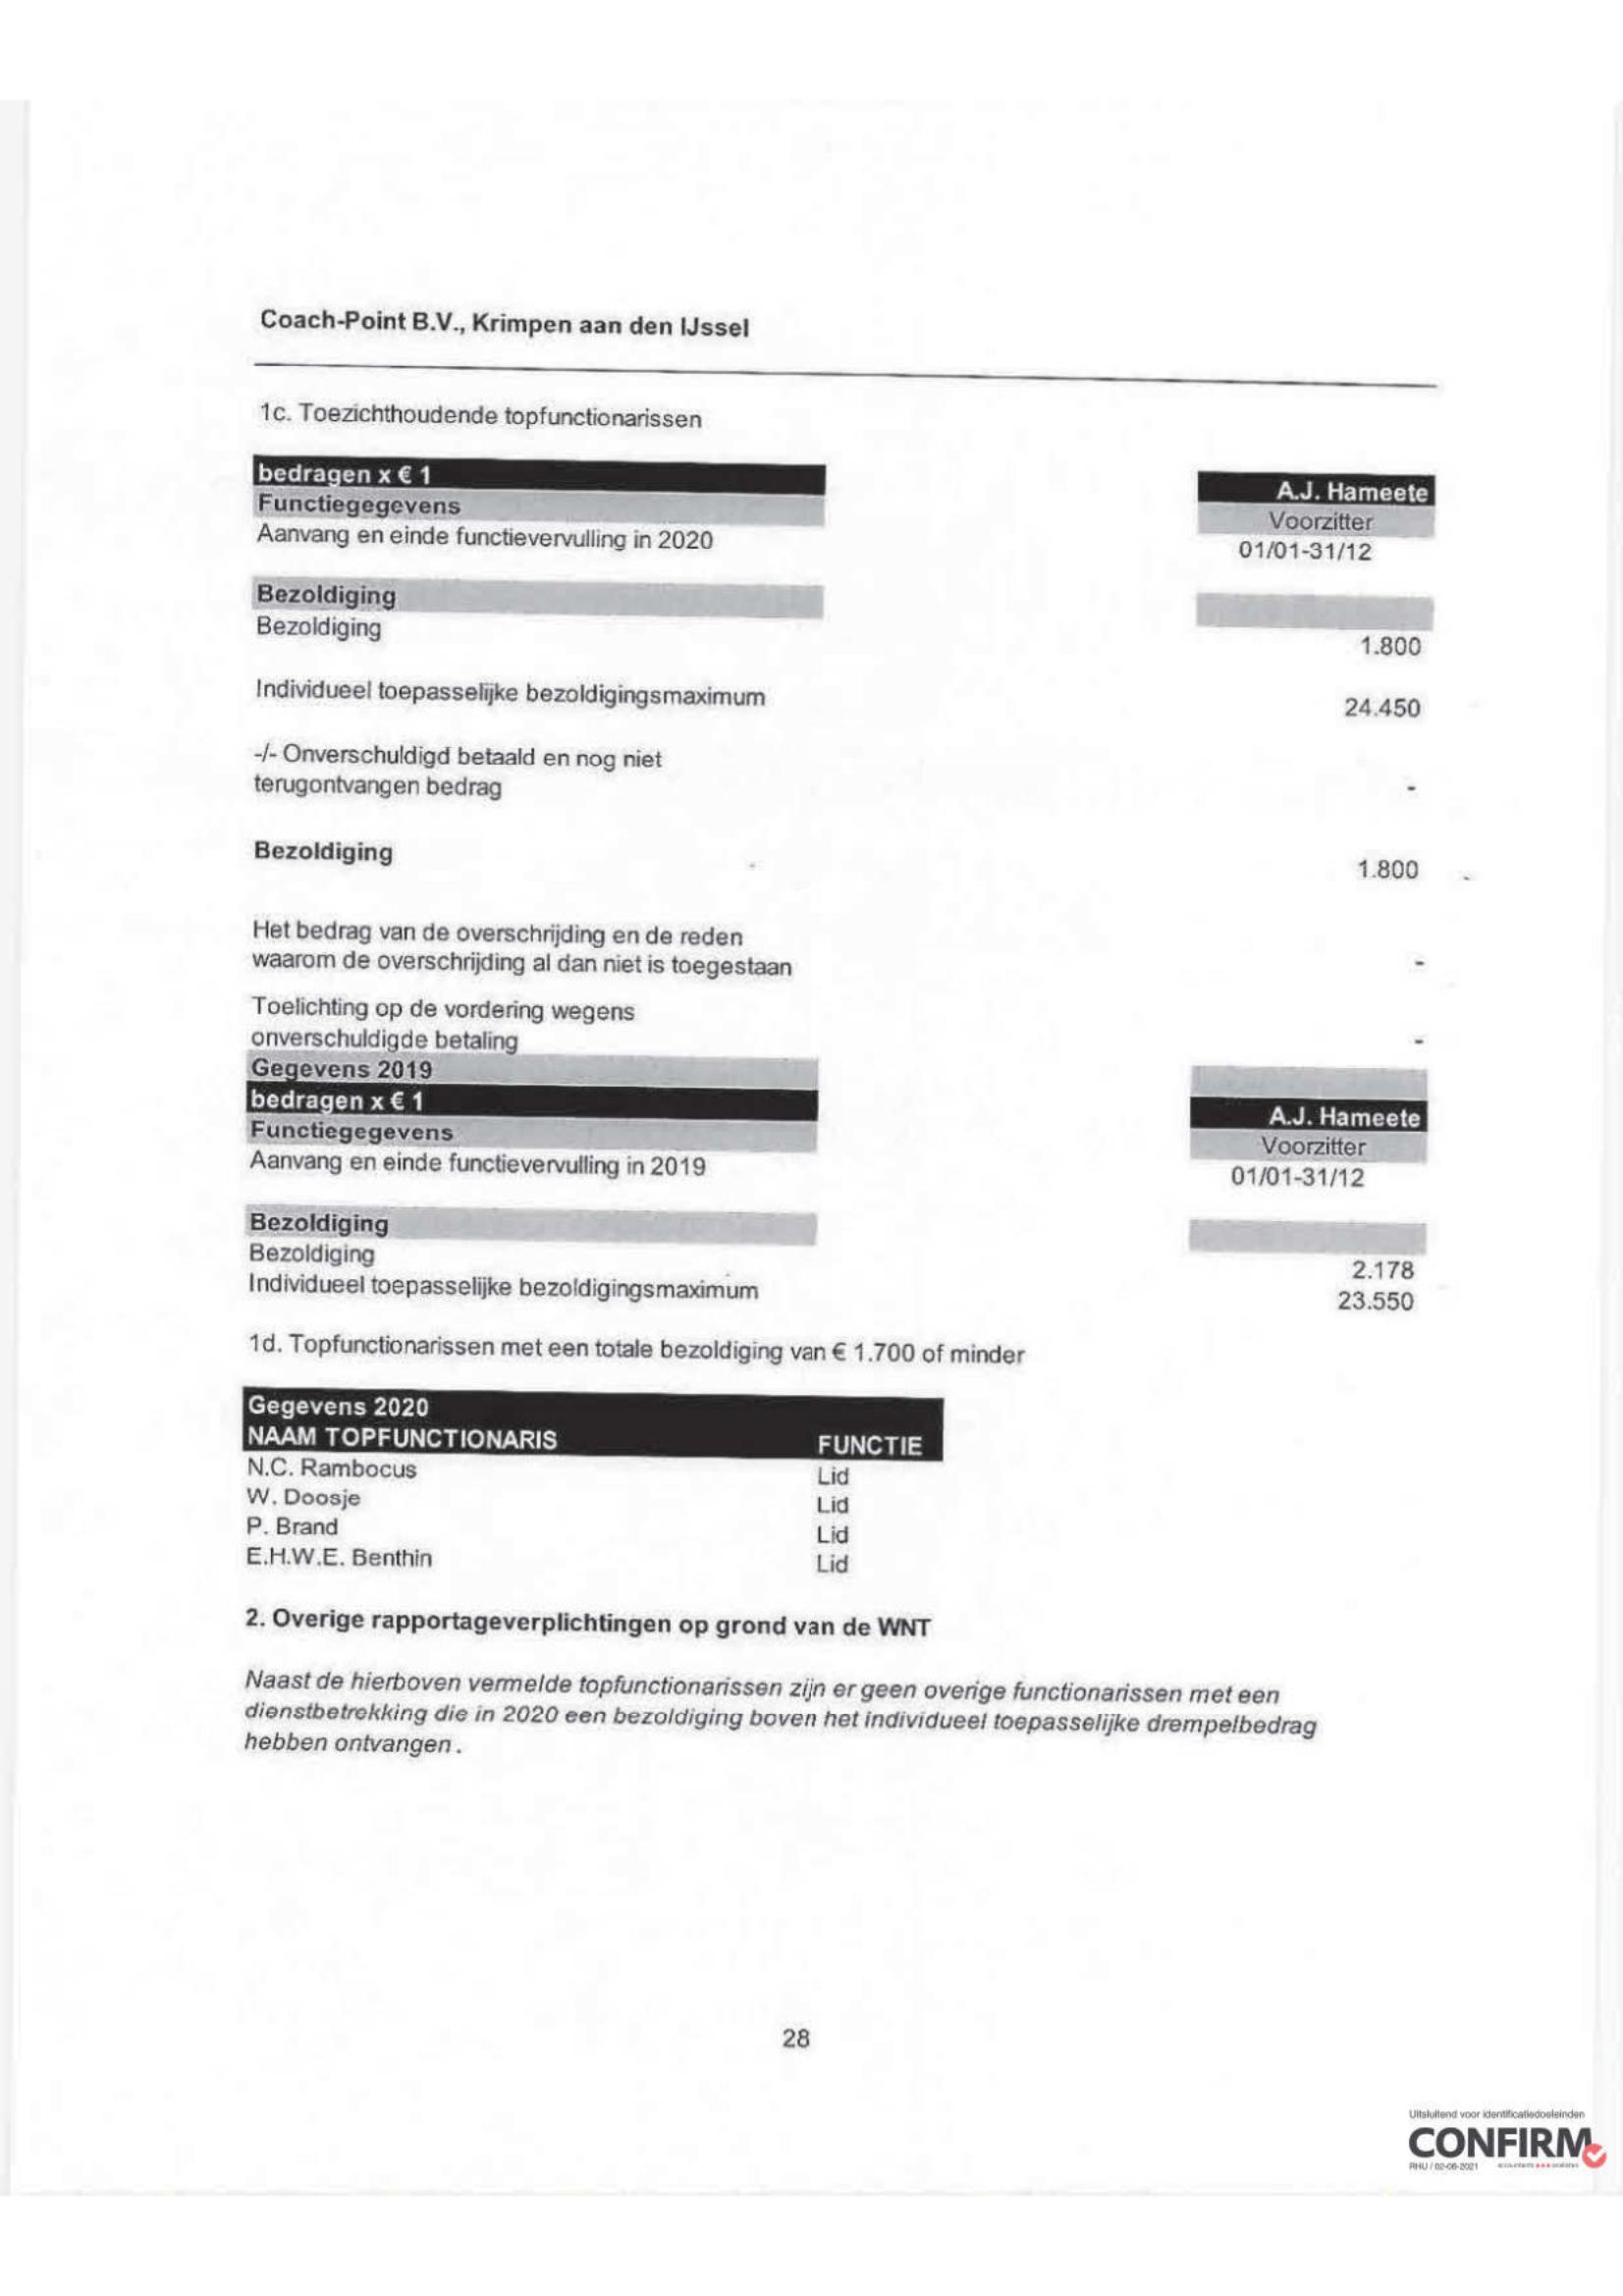 Coach-Point B.V., Krimpen aan den IJssel
1c. Toezichthoudende topfunctionarissen
bedragen x € 1 A.J. Hameete
Functiegegevens Voorzitter
Aanvang en einde functievervulling in 2020 01/01-31/12
Bezoldiging
Bezoldiging 1.800
Individueel toepasselijke bezoldigingsmaximum 24.450
-/- Onverschuldigd betaald en nog niet
terugontvangen bedrag -
Bezoldiging 1.800
Het bedrag van de overschrijding en de reden
waarom de overschrijding al dan niet is toegestaan -
Toelichting op de vordering wegens
onverschuldigde betaling -
Gegevens 2019
bedragen x € 1 A.J. Hameete
Functiegegevens Voorzitter
Aanvang en einde functievervulling in 2019 01/01-31/12
Bezoldiging
Bezoldiging 2.178
Individueel toepasselijke bezoldigingsmaximum 23.550
1d. Topfunctionarissen met een totale bezoldiging van € 1.700 of minder
Gegevens 2020
NAAM TOPFUNCTIONARIS FUNCTIE
N.C. Rambocus Lid
W. Doosje Lid
P. Brand Lid
E.H.W.E. Benthin Lid
2. Overige rapportageverplichtingen op grond van de WNT
Naast de hierboven vermelde topfunctionarissen zijn er geen overige functionarissen met een
dienstbetrekking die in 2020 een bezoldiging boven het individueel toepasselijke drempelbedrag
hebben ontvangen.
28
Uitsluitend voor identificatiedoeleinden
CONFIRM
RHU / 02-06-2021